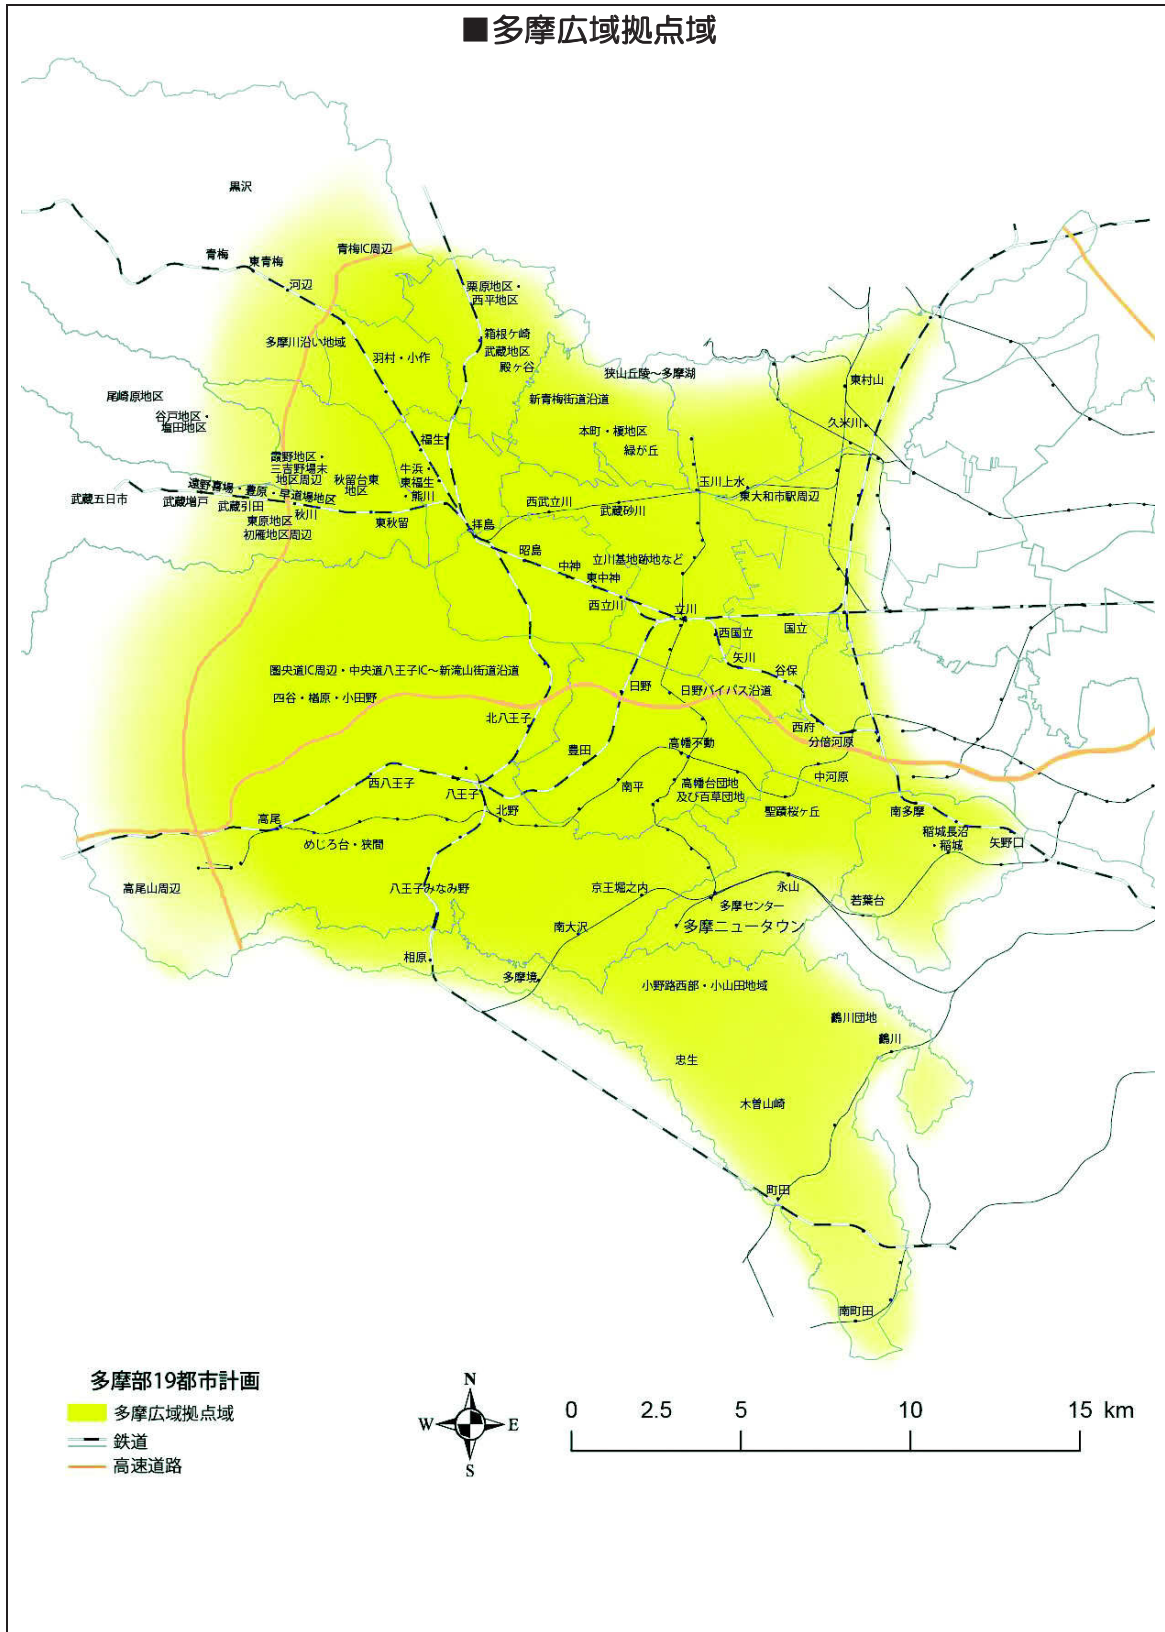 ■多摩広域拠点域
黒沢
青梅
東青梅
河辺
青梅IC周辺
栗原地区・
西平地区
箱根ヶ崎
武蔵地区
殿ヶ谷
多摩川沿い地域
羽村・小作
狭山丘陵～多摩湖
新青梅街道沿道
東村山
久米川
本町・榎地区
緑が丘
尾崎原地区
谷戸地区・
塩田地区
福生
牛浜・
東福生
・熊川
霞野地区・
三吉野場末
地区周辺
秋留台東
地区
玉川上水
東大和市駅周辺
遠野喜場・豊原・早道場地区
武蔵五日市
武蔵増戸
武蔵引田
秋川
東原地区
初雁地区周辺
東秋留
拝島
西武立川
武蔵砂川
昭島
中神
東中神
立川基地跡地など
西立川
立川
西国立
国立
矢川
谷保
圏央道IC周辺・中央道八王子IC～新滝山街道沿道
四谷・楢原・小田野
日野
日野バイパス沿道
北八王子
西府
分倍河原
豊田
高幡不動
中河原
西八王子
八王子
南平
高幡台団地
及び百草団地
聖蹟桜ヶ丘
南多摩
高尾
北野
稲城長沼
・稲城
矢野口
めじろ台・狭間
高尾山周辺
八王子みなみ野
京王堀之内
永山
若葉台
多摩センター
多摩ニュータウン
南大沢
相原
多摩境
小野路西部・小山田地域
鶴川団地
鶴川
忠生
木曽山崎
町田
南町田
多摩部19都市計画
多摩広域拠点域
鉄道
高速道路
N
W
E
S
0 2.5 5 10 15 km